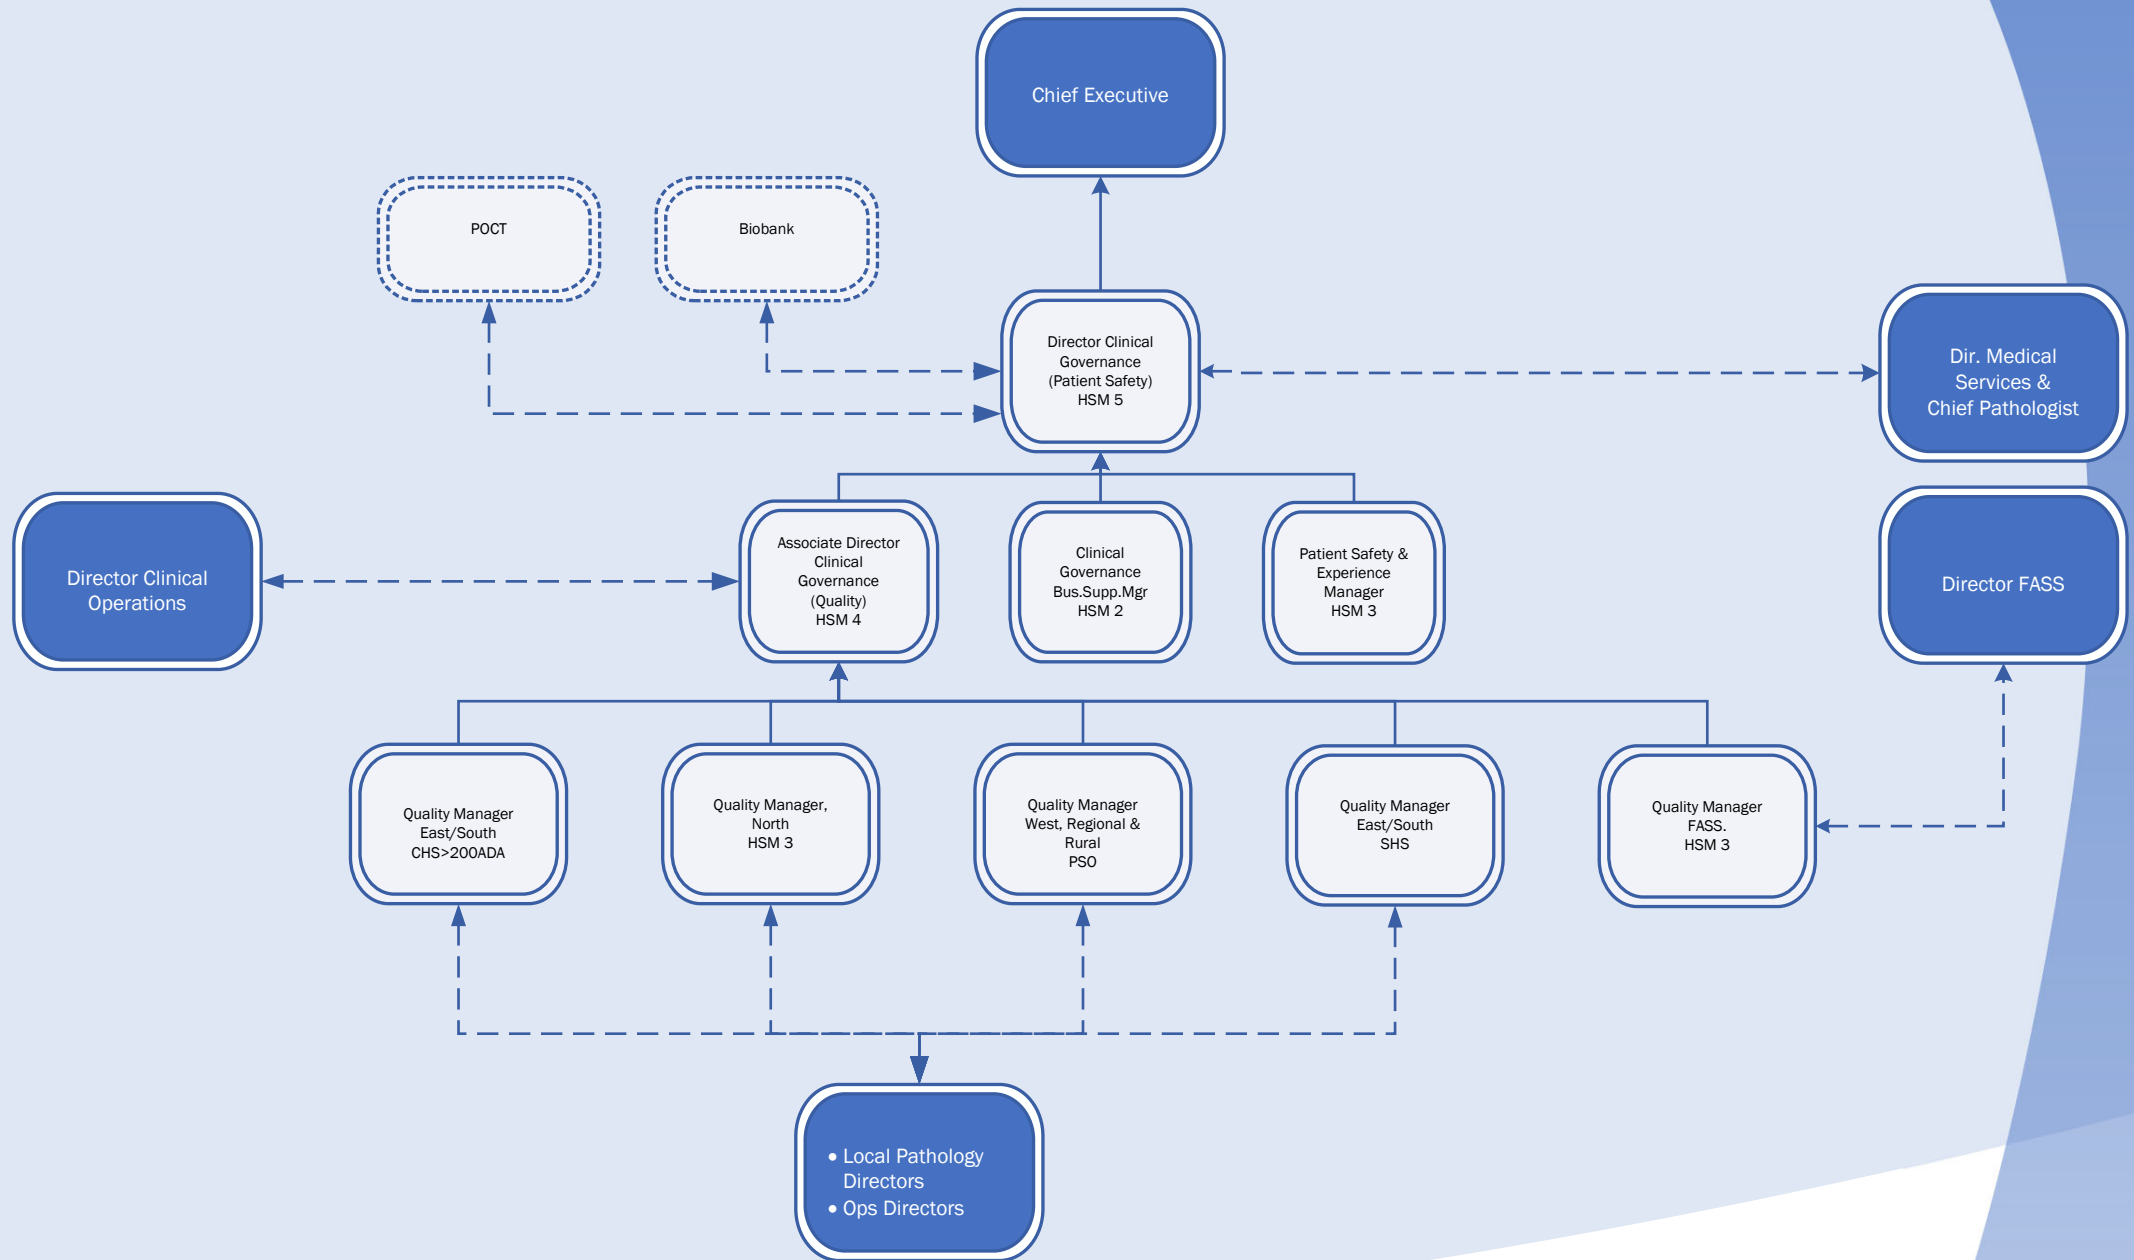 Chief Executive
POCT
Biobank
Director Clinical
Governance
(Patient Safety)
HSM 5
Dir. Medical
Services &
Chief Pathologist
Director Clinical
Operations
Associate Director
Clinical
Governance
(Quality)
HSM 4
Clinical
Governance
Bus.Supp.Mgr
HSM 2
Patient Safety &
Experience
Manager
HSM 3
Director FASS
Quality Manager
East/South
CHS>200ADA
Quality Manager,
North
HSM 3
Quality Manager
West, Regional &
Rural
PSO
Quality Manager
East/South
SHS
Quality Manager
FASS.
HSM 3
• Local Pathology
Directors
• Ops Directors